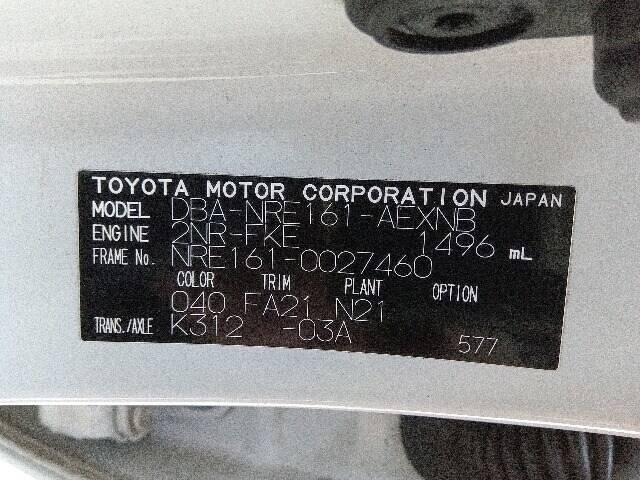 TOYOTA MOTOR CORPORATION JAPAN
MODEL DBA-NRE161-AEXNB
ENGINE 2NR-FKE 1496 mL
FRAME No. NRE161-0027460
COLOR TRIM PLANT OPTION
040 FA21 N21
TRANS./AXLE K312 -03A
577